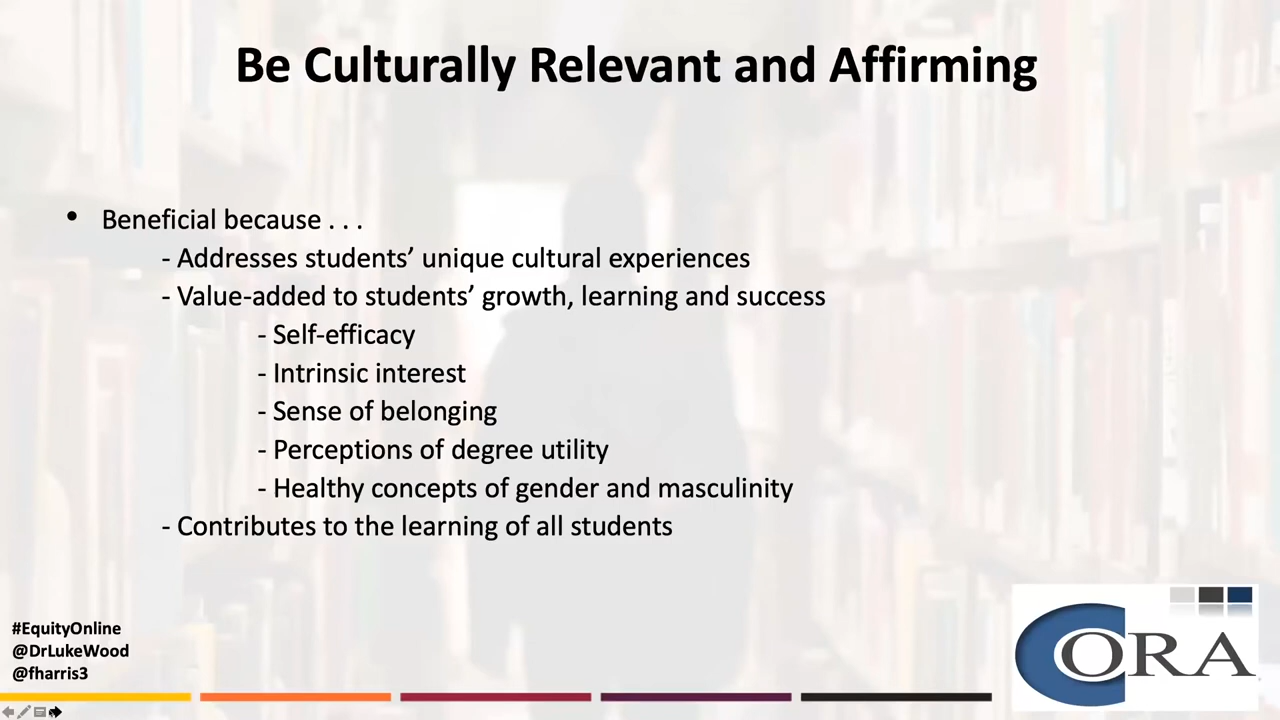 Be Culturally Relevant and Affirming
• Beneficial because . . .
- Addresses students’ unique cultural experiences
- Value-added to students’ growth, learning and success
- Self-efficacy
- Intrinsic interest
- Sense of belonging
- Perceptions of degree utility
- Healthy concepts of gender and masculinity
- Contributes to the learning of all students
#EquityOnline
@DrLukeWood
@fharris3
CORA